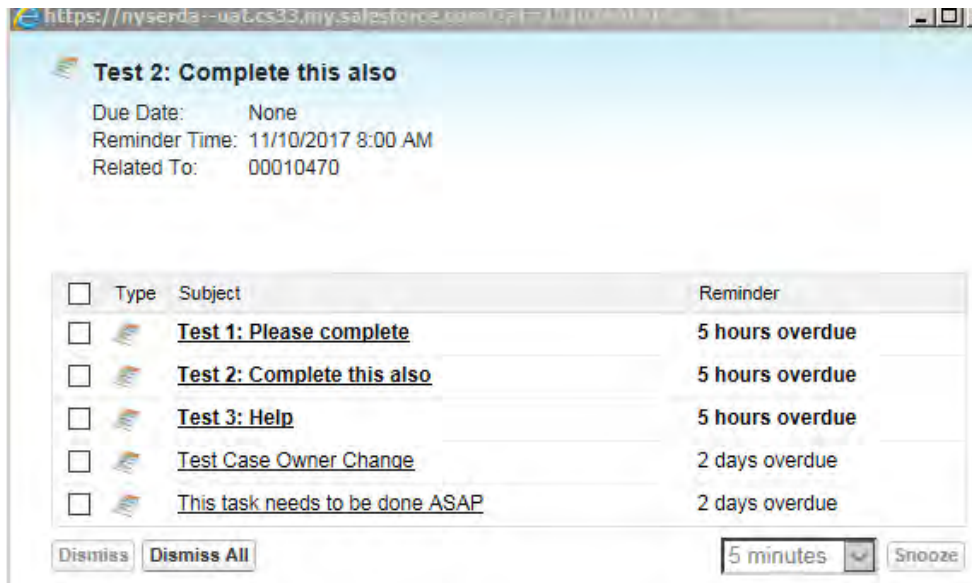 https://nyserda--uat.cs33.my.salesforce.com/
Test 2: Complete this also
Due Date: None
Reminder Time: 11/10/2017 8:00 AM
Related To: 00010470
Type Subject Reminder
Test 1: Please complete 5 hours overdue
Test 2: Complete this also 5 hours overdue
Test 3: Help 5 hours overdue
Test Case Owner Change 2 days overdue
This task needs to be done ASAP 2 days overdue
Dismiss Dismiss All 5 minutes Snooze